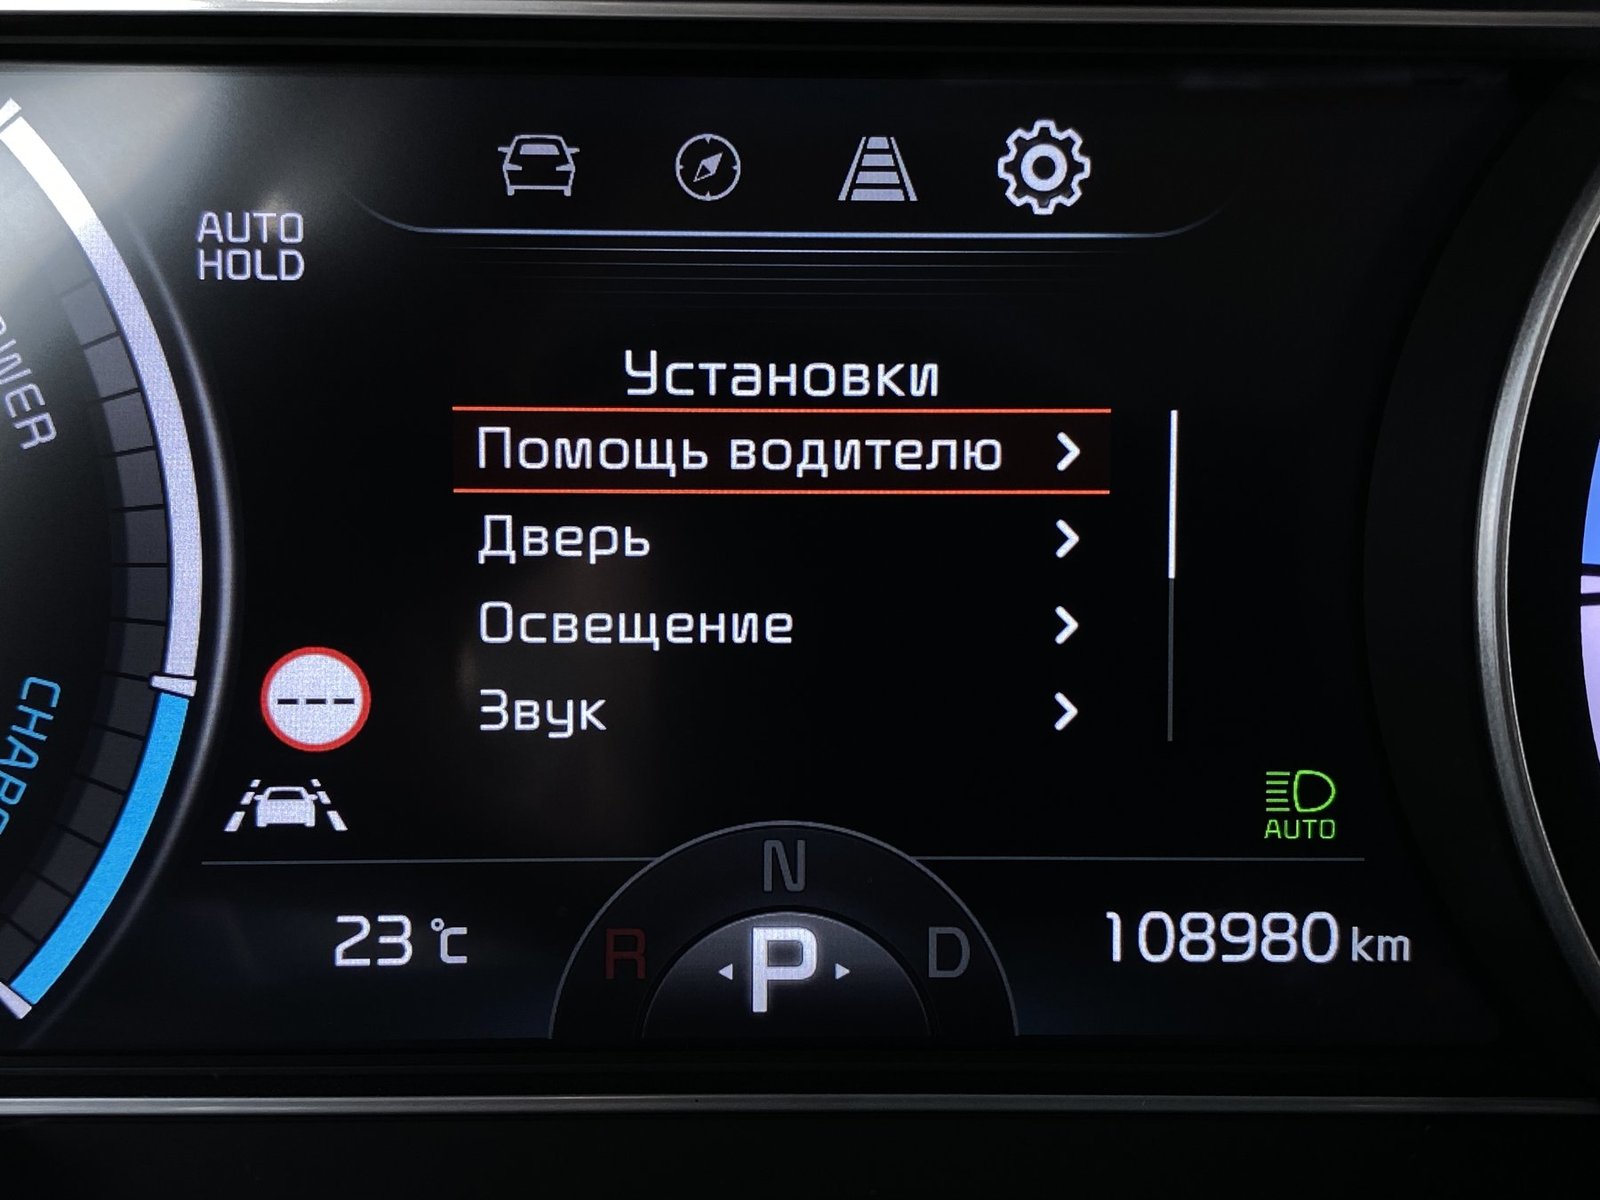 AUTO
HOLD
Установки
Помощь водителю
Дверь
Освещение
Звук
AUTO
N
R
P
D
23 °C
108980 km